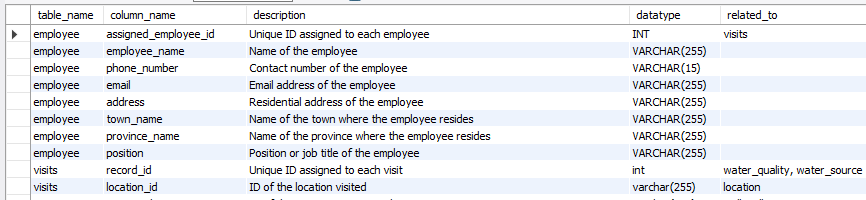 table_name column_name description datatype related_to
employee assigned_employee_id Unique ID assigned to each employee INT visits
employee employee_name Name of the employee VARCHAR(255)
employee phone_number Contact number of the employee VARCHAR(15)
employee email Email address of the employee VARCHAR(255)
employee address Residential address of the employee VARCHAR(255)
employee town_name Name of the town where the employee resides VARCHAR(255)
employee province_name Name of the province where the employee resides VARCHAR(255)
employee position Position or job title of the employee VARCHAR(255)
visits record_id Unique ID assigned to each visit int water_quality, water_source
visits location_id ID of the location visited varchar(255) location